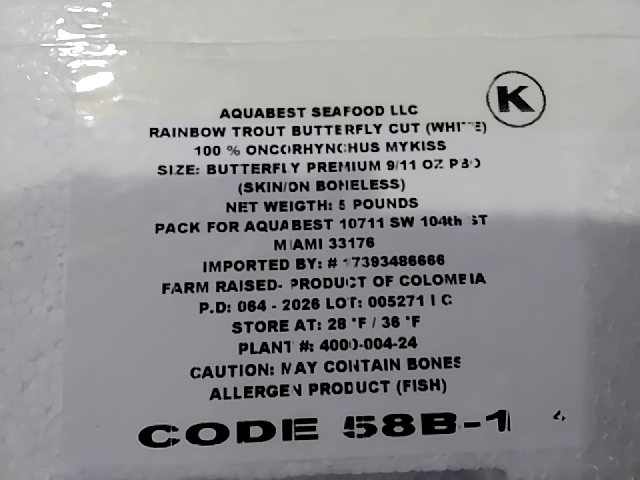 K
AQUABEST SEAFOOD LLC
RAINBOW TROUT BUTTERFLY CUT (WHITE)
100 % ONCORHYNCHUS MYKISS
SIZE: BUTTERFLY PREMIUM 9/11 OZ PBO
(SKIN/ON BONELESS)
NET WEIGTH: 5 POUNDS
PACK FOR AQUABEST 10711 SW 104th ST
MIAMI 33176
IMPORTED BY: # 17393486666
FARM RAISED- PRODUCT OF COLOMBIA
P.D: 064 - 2026 LOT: 005271
STORE AT: 28 °F / 36 °F
PLANT #: 4000-004-24
CAUTION: MAY CONTAIN BONES
ALLERGEN PRODUCT (FISH)
CODE 58B-1